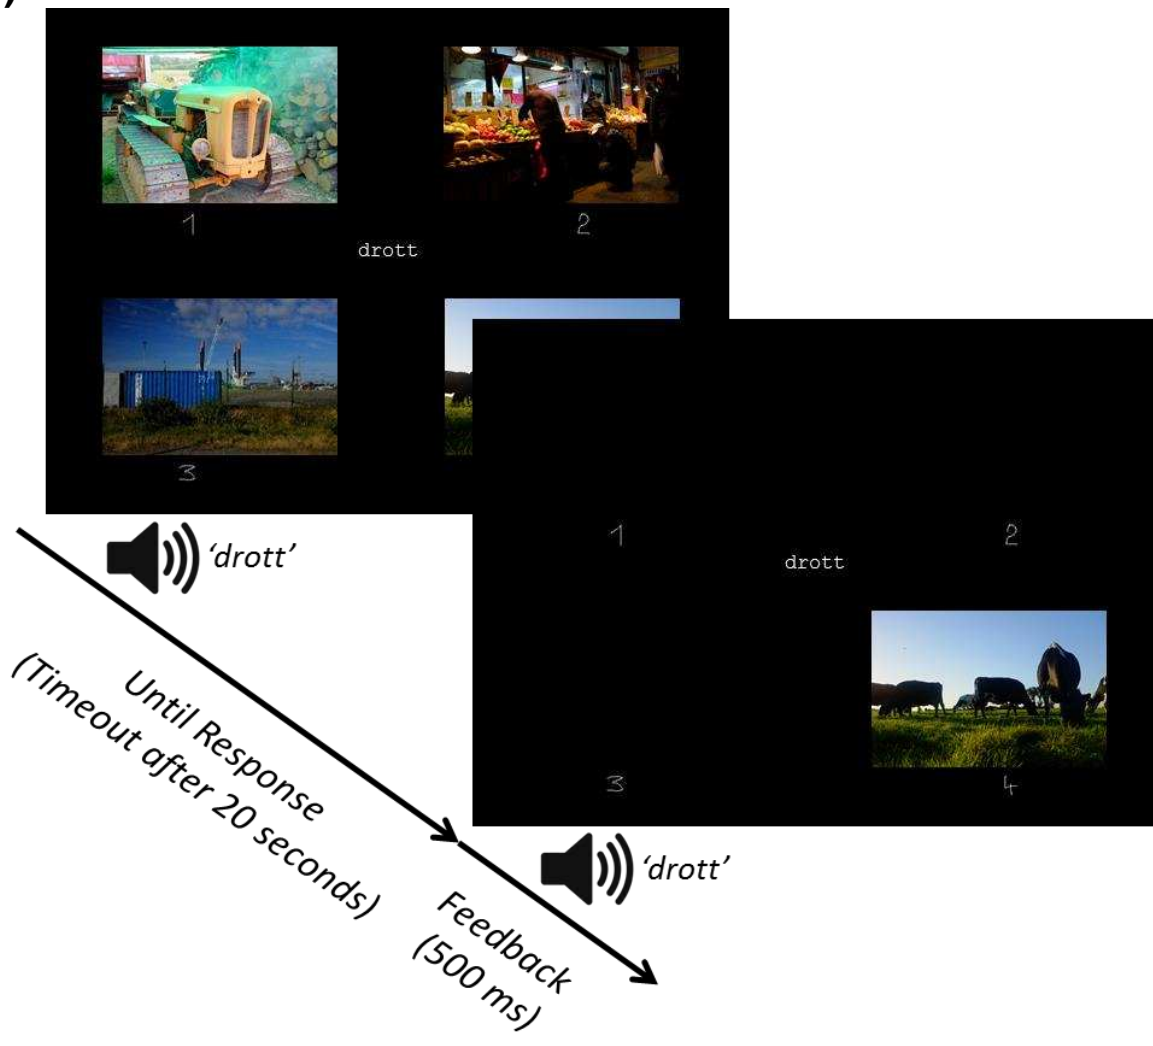 )
1
2
drott
3
‘drott’
Until Response
(Timeout after 20 seconds)
1
2
drott
3
4
‘drott’
Feedback
(500 ms)